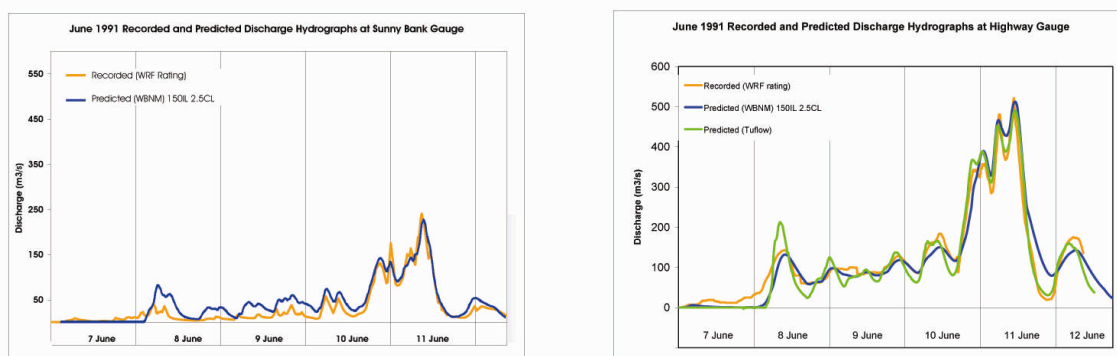 June 1991 Recorded and Predicted Discharge Hydrographs at Sunny Bank Gauge
550
450
350
250
150
50
Discharge (m3/s)
Recorded (WRF Rating)
Predicted (WBNM) 150IL 2.5CL
7 June
8 June
9 June
10 June
11 June
June 1991 Recorded and Predicted Discharge Hydrographs at Highway Gauge
600
500
400
300
200
100
0
Discharge (m3/s)
Recorded (WRF rating)
Predicted (WBNM) 150IL 2.5CL
Predicted (Tuflow)
7 June
8 June
9 June
10 June
11 June
12 June